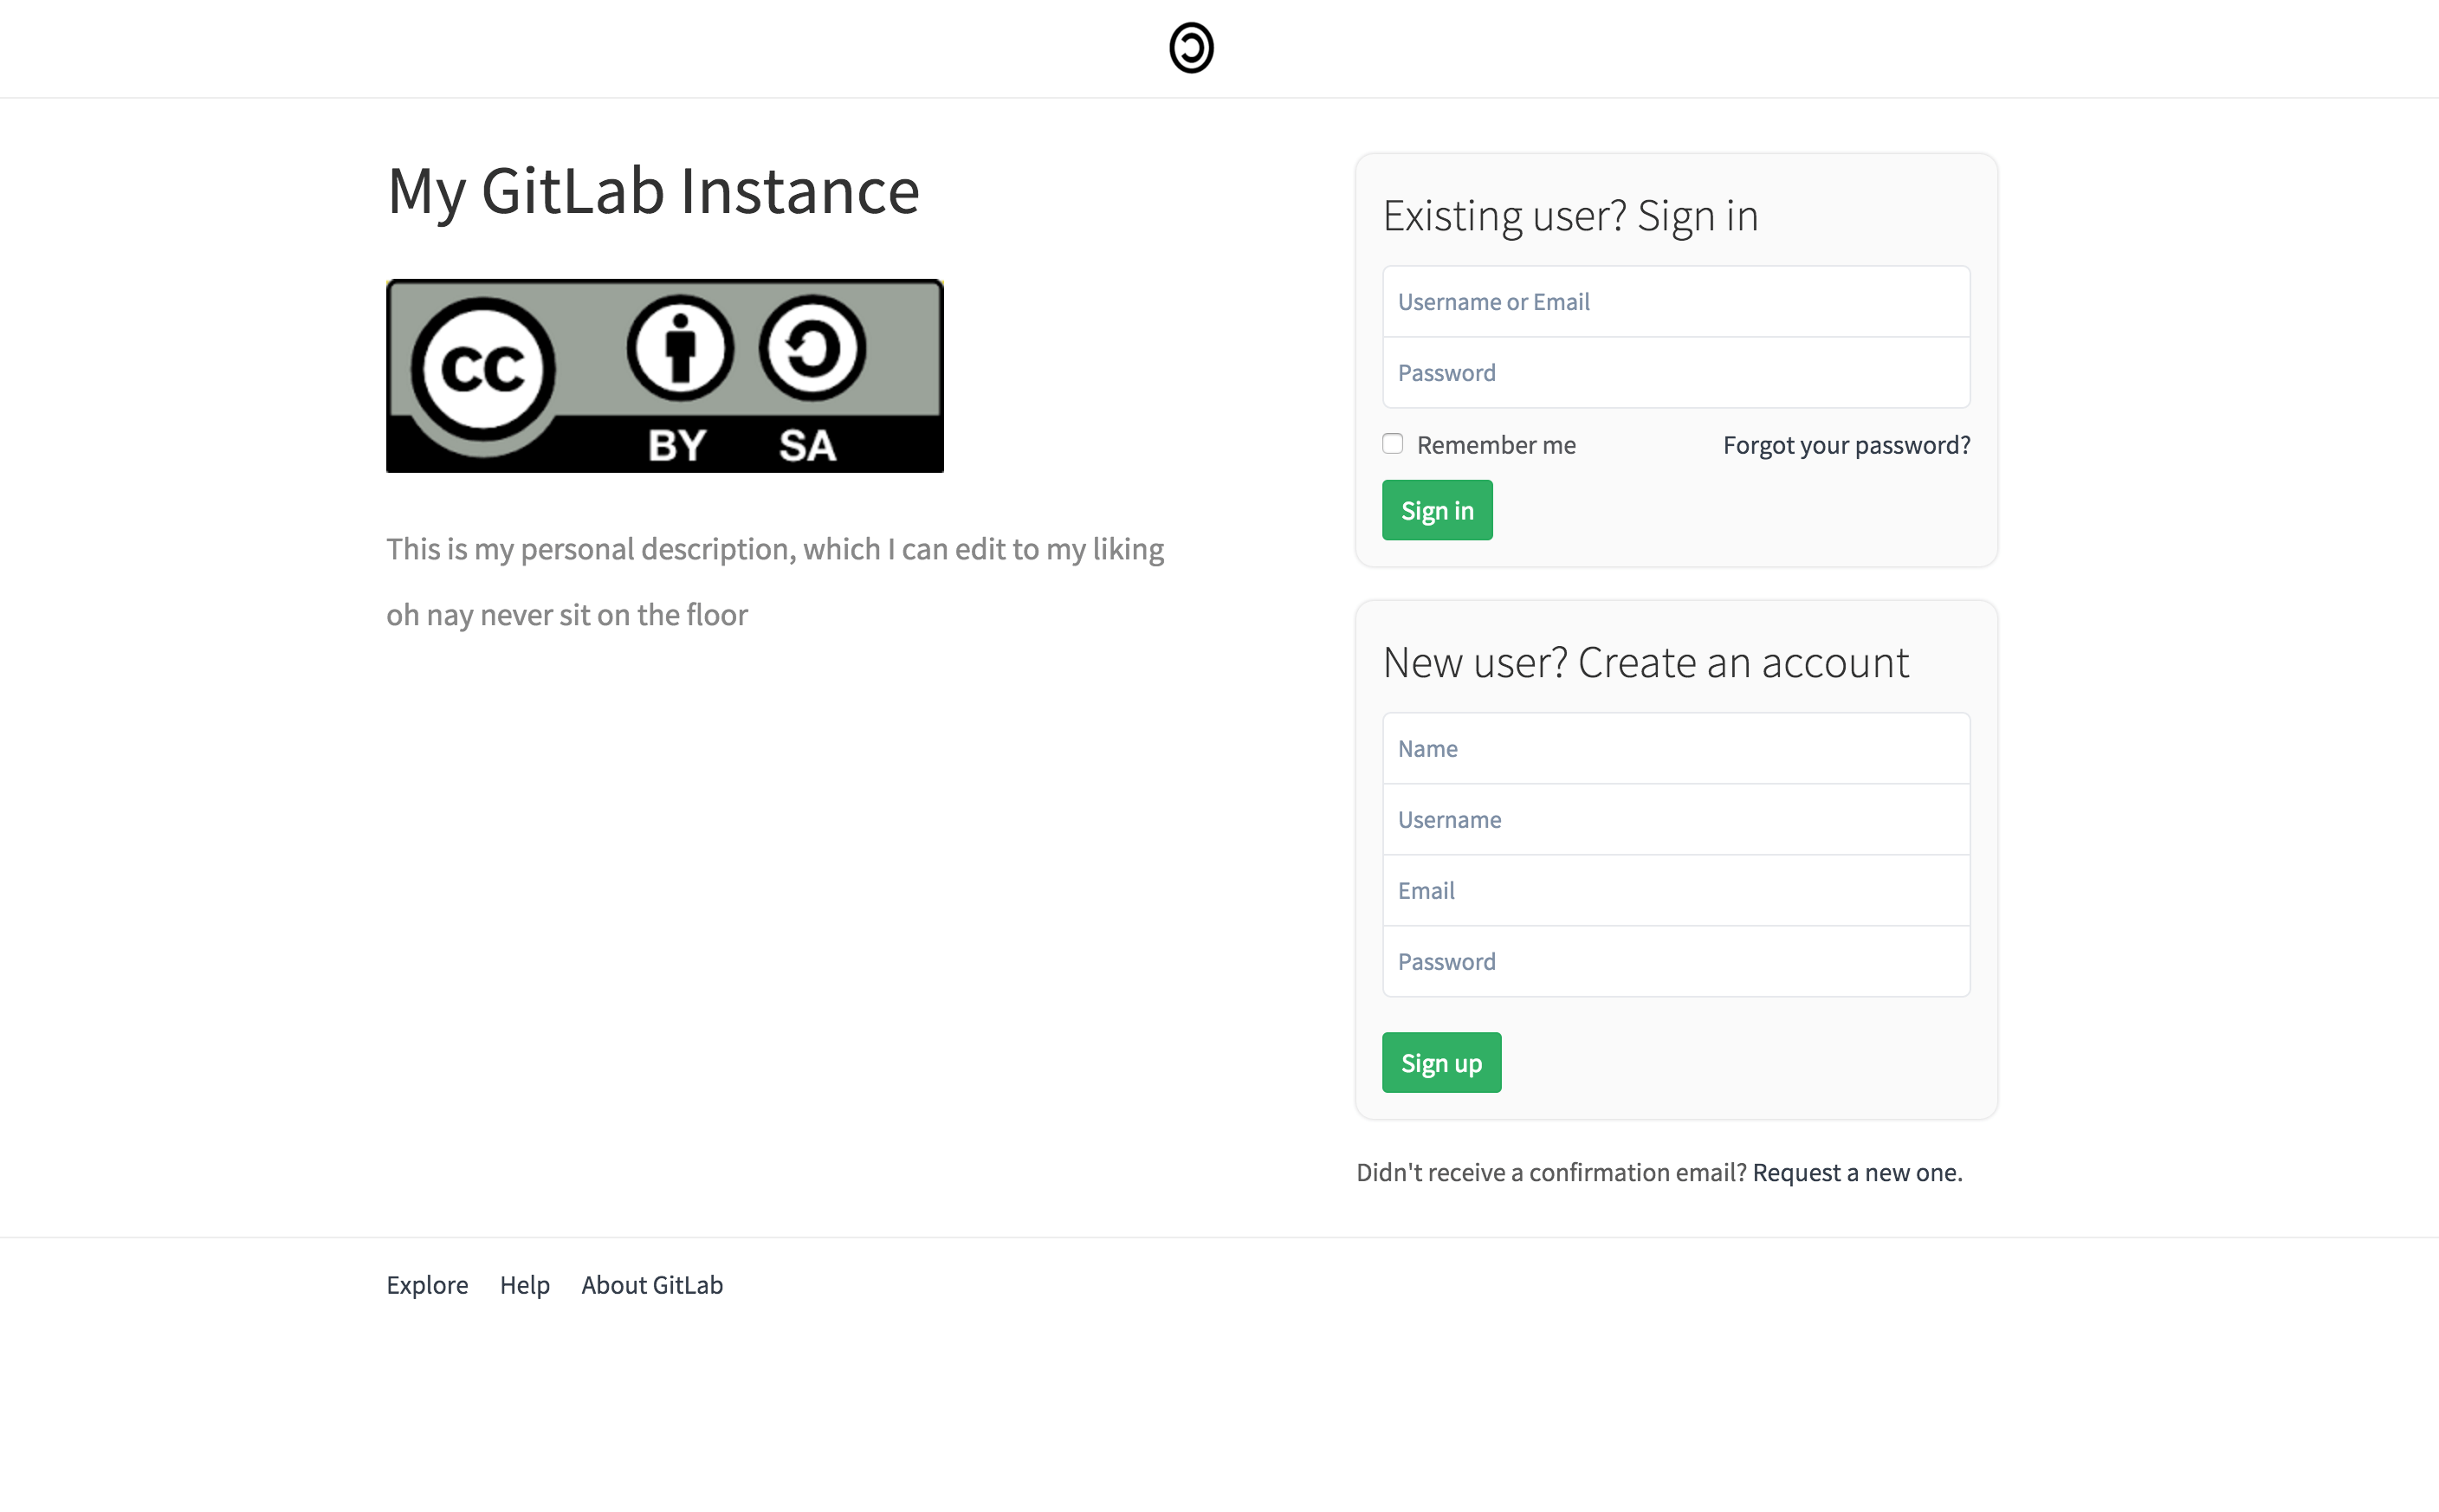 My GitLab Instance
cc
BY SA
This is my personal description, which I can edit to my liking
oh nay never sit on the floor
Existing user? Sign in
Username or Email
Password
Remember me Forgot your password?
Sign in
New user? Create an account
Name
Username
Email
Password
Sign up
Didn't receive a confirmation email? Request a new one.
Explore Help About GitLab